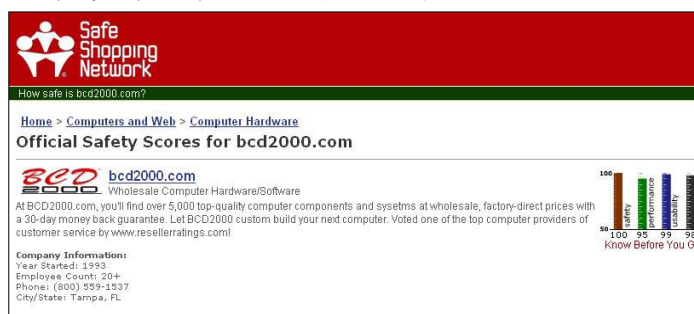 Safe
Shopping
Network
How safe is bcd2000.com?
Home > Computers and Web > Computer Hardware
Official Safety Scores for bcd2000.com
BCD
2000
bcd2000.com
Wholesale Computer Hardware/Software
At BCD2000.com, you'll find over 5,000 top-quality computer components and sysetms at wholesale, factory-direct prices with
a 30-day money back guarantee. Let BCD2000 custom build your next computer. Voted one of the top computer providers of
customer service by www.resellerratings.com!
Company Information:
Year Started: 1993
Employee Count: 20+
Phone: (800) 559-1537
City/State: Tampa, FL
100
safety
performance
usability
50
100 95 99 98
Know Before You G